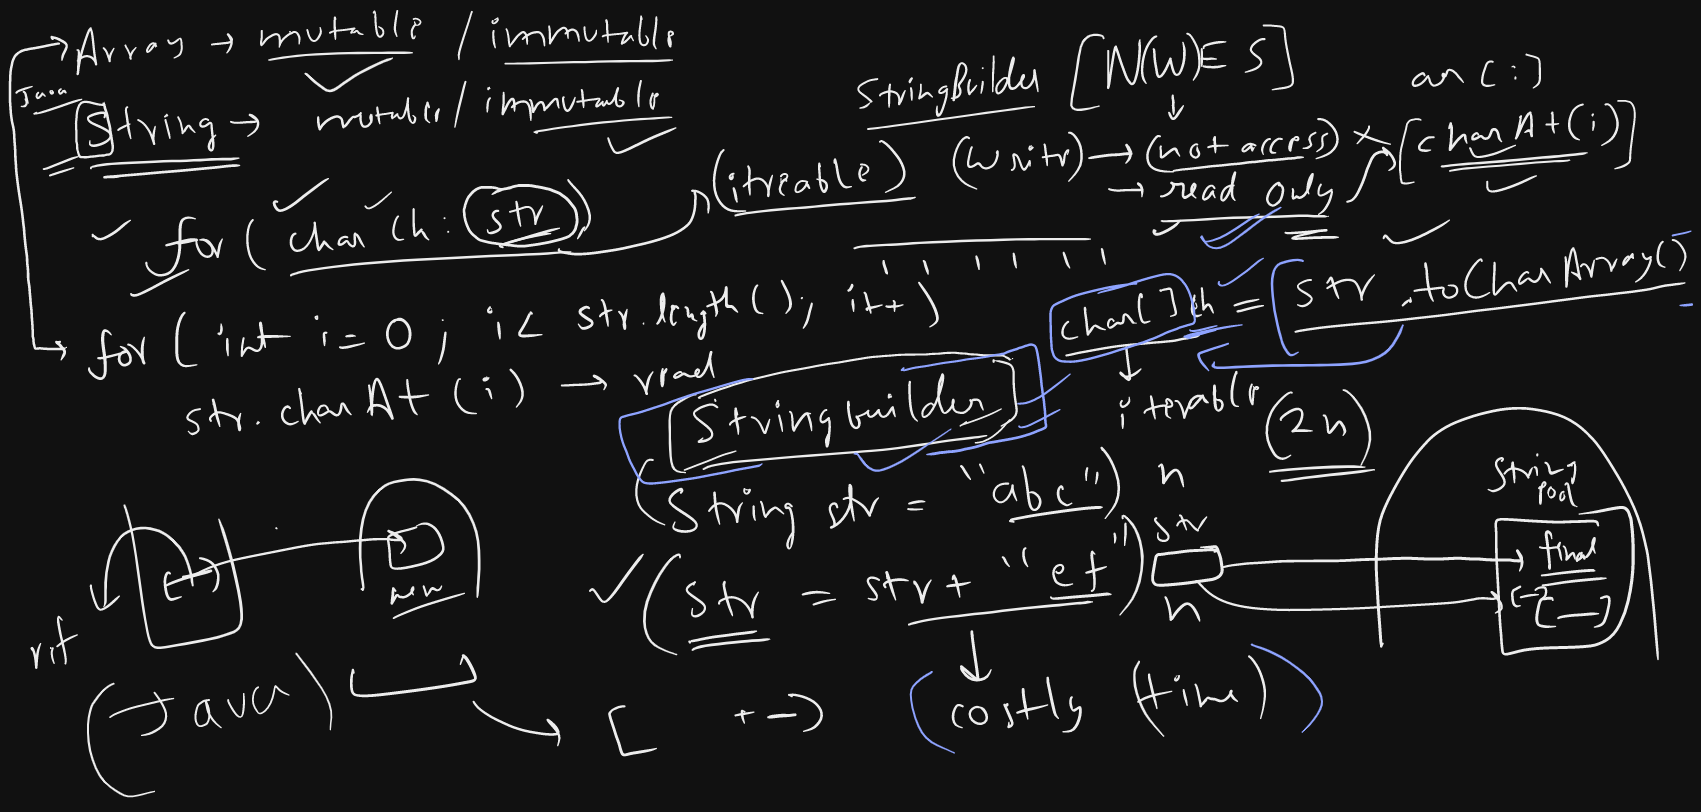 Array → mutable / immutable
Java
String → mutable / immutable
StringBuilder [N(W)E S]
arr(i)
(itreable) (write) → (not access) × [charAt(i)]
→ read only
for ( char ch : str )
for ( int i = 0 ; i < str.length(); i++ )
char[] ch = str.toCharArray()
str.charAt (i) → read
iterable
Stringbuilder
(2n)
(String str = "abc") n
String pool
str
(Str = str + "ef") n
final
new
ref
(Java)
[ + -)
costly (time)